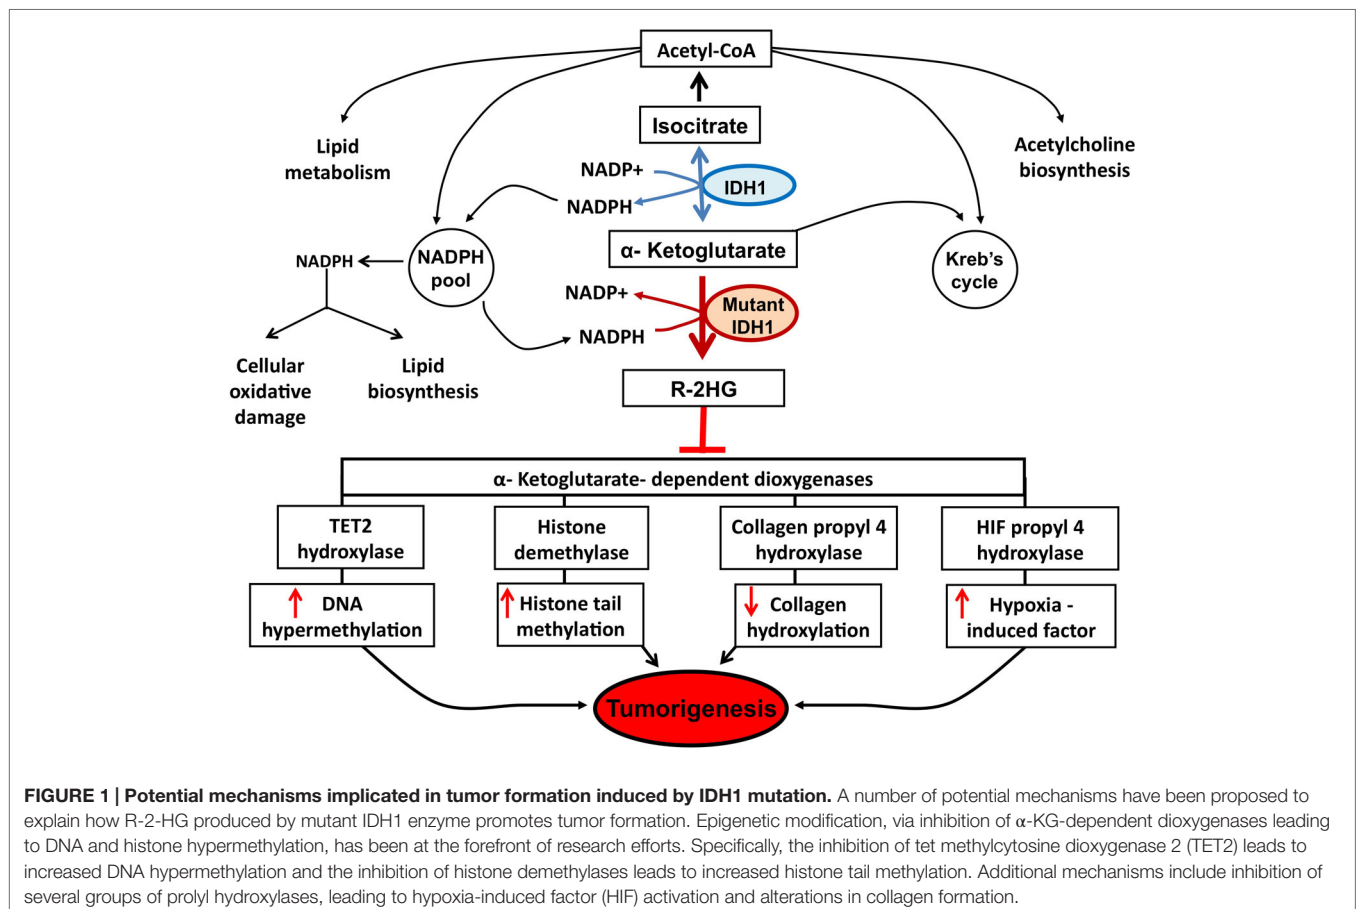 Acetyl-CoA
Isocitrate
Lipid
metabolism
Acetylcholine
biosynthesis
NADP+
IDH1
NADPH
α- Ketoglutarate
NADPH
pool
NADPH
Kreb's
cycle
NADP+
Mutant
IDH1
NADPH
Cellular
oxidative
damage
Lipid
biosynthesis
R-2HG
α- Ketoglutarate- dependent dioxygenases
TET2
hydroxylase
Histone
demethylase
Collagen propyl 4
hydroxylase
HIF propyl 4
hydroxylase
DNA
hypermethylation
Histone tail
methylation
Collagen
hydroxylation
Hypoxia -
induced factor
Tumorigenesis
FIGURE 1 | Potential mechanisms implicated in tumor formation induced by IDH1 mutation. A number of potential mechanisms have been proposed to
explain how R-2-HG produced by mutant IDH1 enzyme promotes tumor formation. Epigenetic modification, via inhibition of α-KG-dependent dioxygenases leading
to DNA and histone hypermethylation, has been at the forefront of research efforts. Specifically, the inhibition of tet methylcytosine dioxygenase 2 (TET2) leads to
increased DNA hypermethylation and the inhibition of histone demethylases leads to increased histone tail methylation. Additional mechanisms include inhibition of
several groups of prolyl hydroxylases, leading to hypoxia-induced factor (HIF) activation and alterations in collagen formation.